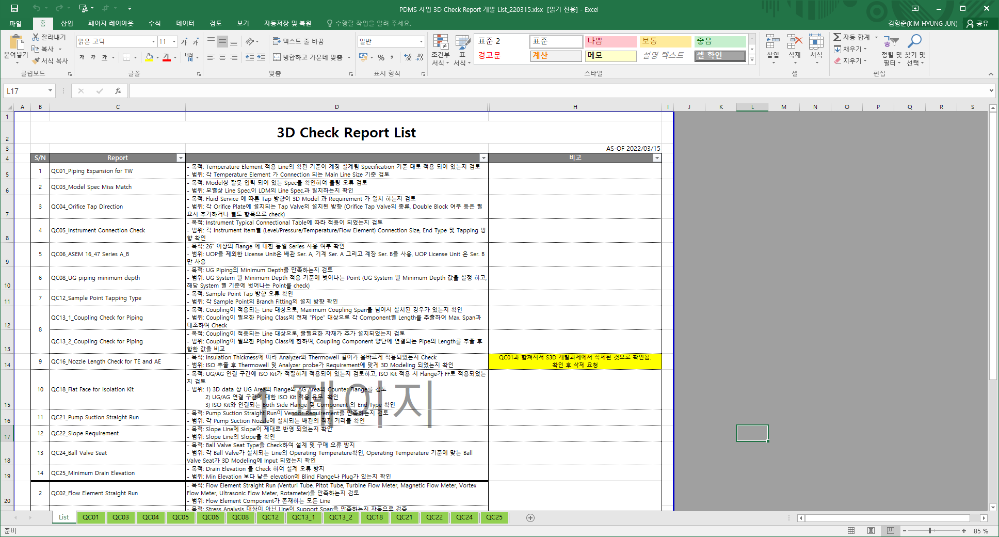 PDMS 사업 3D Check Report 개발 List_220315.xlsx [읽기 전용] - Excel
파일 홈 삽입 페이지 레이아웃 수식 데이터 검토 보기 자동저장 및 복원 수행할 작업을 알려 주세요. 김형준(KIM HYUNG JUN) 공유
붙여넣기
잘라내기
복사
서식 복사
클립보드
맑은 고딕 11
가 가 가
글꼴
텍스트 줄 바꿈
병합하고 가운데 맞춤
맞춤
일반
표시 형식
조건부 서식
표 서식
표준 2 표준 나쁨 보통 좋음
경고문 계산 메모 설명 텍스트 셀 확인
스타일
삽입 삭제 서식
셀
자동 합계
채우기
지우기
정렬 및 필터
찾기 및 선택
편집
L17
fx
A B C D H I J K L M N O P Q R S
1
2
3D Check Report List
3
AS-OF 2022/03/15
4
S/N Report 비고
5
1 QC01_Piping Expansion for TW
- 목적: Temperature Element 적용 Line의 확관 기준이 계장 설계팀 Specification 기준 대로 적용 되어 있는지 검토
- 범위: 각 Temperature Element 가 Connection 되는 Main Line Size 기준 검토
6
2 QC03_Model Spec Miss Match
- 목적: Model상 잘못 입력 되어 있는 Spec을 확인하여 물량 오류 검토
- 범위: 모델상 Line Spec.이 LDM의 Line Spec.과 일치하는지 확인
7
3 QC04_Orifice Tap Direction
- 목적: Fluid Service 에 따른 Tap 방향이 3D Model 과 Requirement 가 일치 하는지 검토
- 범위: 각 Orifice Plate에 설치되는 Tap Valve의 설치된 방향 (Orifice Tap Valve의 종류, Double Block 여부 등은 필
요시 추가하거나 별도 항목으로 check)
8
4 QC05_Instrument Connection Check
- 목적: Instrument Typical Connectional Table에 따라 적용이 되었는지 검토
- 범위: 각 Instrument Item별 (Level/Pressure/Temperature/Flow Element) Connection Size, End Type 및 Tapping 방
향 확인
9
5 QC06_ASEM 16_47 Series A_B
- 목적: 26" 이상의 Flange 에 대한 동일 Series 사용 여부 확인
- 범위: UOP를 제외한 License Unit은 배관 Ser. A, 기계 Ser. A 그리고 계장 Ser. B를 사용, UOP License Unit 은 Ser. B
만 사용
10
6 QC08_UG piping minimum depth
- 목적: UG Piping의 Minimum Depth를 만족하는지 검토
- 범위: UG System 별 Minimum Depth 적용 기준에 벗어나는 Point (UG System 별 Minimum Depth 값을 설정 하고,
해당 System 별 기준에 벗어나는 Point를 check)
11
7 QC12_Sample Point Tapping Type
- 목적: Sample Point Tap 방향 오류 확인
- 범위: 각 Sample Point의 Branch Fitting의 설치 방향 확인
12
8 QC13_1_Coupling Check for Piping
- 목적: Coupling이 적용되는 Line 대상으로, Maximum Coupling Span을 넘어서 설치된 경우가 있는지 확인
- 범위: Coupling이 필요한 Piping Class의 전체 "Pipe" 대상으로 각 Component별 Length를 추출하여 Max. Span과
대조하여 Check
13
QC13_2_Coupling Check for Piping
- 목적: Coupling이 적용되는 Line 대상으로, 불필요한 자재가 추가 설치되었는지 검토
- 범위: Coupling이 필요한 Piping Class에 한하여, Coupling Component 양단에 연결되는 Pipe의 Length를 추출 후
합한 값을 비교
14
9 QC16_Nozzle Length Check for TE and AE
- 목적: Insulation Thickness에 따라 Analyzer와 Thermowell 길이가 올바르게 적용되었는지 Check
- 범위: ISO 추출 후 Thermowell 및 Analyzer probe가 Requirement에 맞게 3D Modeling 되었는지 확인
QC01과 합쳐져서 S3D 개발과제에서 삭제된 것으로 확인됨.
확인 후 삭제 요청
15
10 QC18_Flat Face for Isolation Kit
- 목적: UG/AG 연결 구간에 ISO Kit가 적절하게 적용되어 있는지 검토하고, ISO Kit 적용 시 Flange가 FF로 적용되었는
지 검토
- 범위: 1) 3D data 상 UG Area의 Flange와 AG Area의 Counter Flange를 검토
2) UG/AG 연결 구간에 대한 ISO Kit 적용 유무 확인
3) ISO Kit와 연결되는 Both Side Flange 및 Component 의 End Type 확인
1 페이지
16
11 QC21_Pump Suction Straight Run
- 목적: Pump Suction Straight Run이 Vendor Requirement를 만족하는지 검토
- 범위: 각 Pump Suction Nozzle에 설치되는 배관의 직관 거리를 확인
17
12 QC22_Slope Requirement
- 목적: Slope Line에 Slope이 제대로 반영 되었는지 확인
- 범위: Slope Line의 Slope을 확인
18
13 QC24_Ball Valve Seat
- 목적: Ball Valve Seat Type을 Check하여 설계 및 구매 오류 방지
- 범위: 각 Ball Valve가 설치되는 Line의 Operating Temperature확인, Operating Temperature 기준에 맞는 Ball
Valve Seat가 3D Modeling에 Input 되었는지 확인
19
14 QC25_Minimum Drain Elevation
- 목적: Drain Elevation 을 Check 하여 설계 오류 방지
- 범위: Min Elevation 보다 낮은 elevation에 Blind Flange나 Plug가 있는지 확인
20
2 QC02_Flow Element Straight Run
- 목적: Flow Element Straight Run (Venturi Tube, Pitot Tube, Turbine Flow Meter, Magnetic Flow Meter, Vortex
Flow Meter, Ultrasonic Flow Meter, Rotameter)을 만족하는지 검토
- 범위: Flow Element Component가 존재하는 모든 Line
- 목적: Stress Analysis 대상이 아닌 Line이 Support Span을 만족하는지 자동으로 검증
List QC01 QC03 QC04 QC05 QC06 QC08 QC12 QC13_1 QC13_2 QC18 QC21 QC22 QC24 QC25
준비
85 %